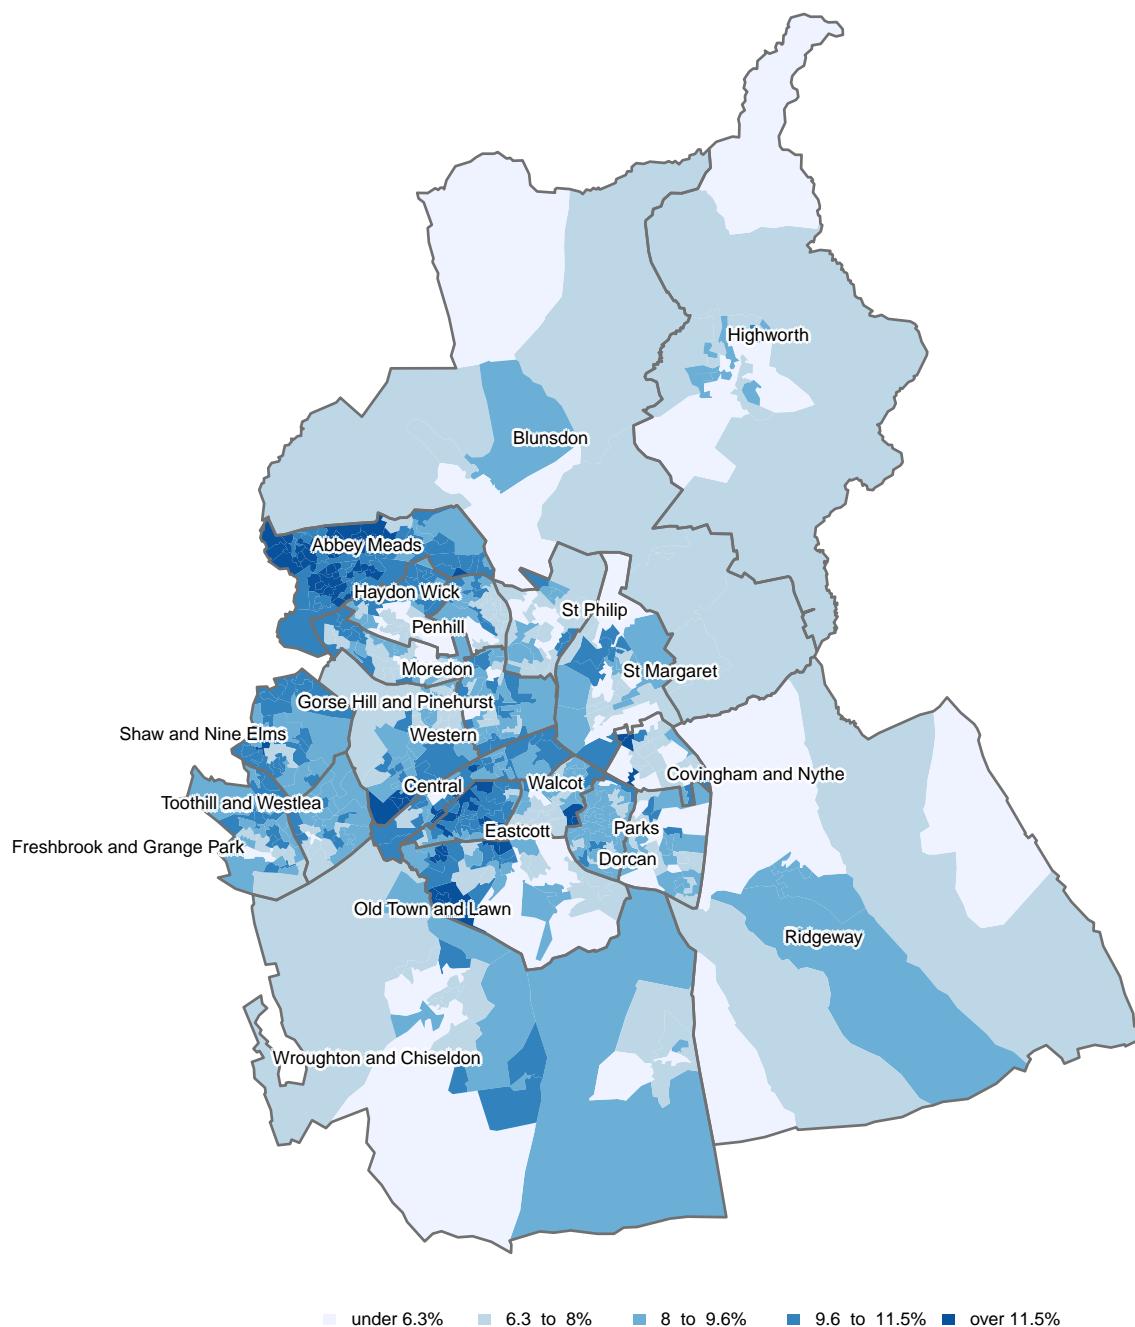 Highworth
Blunsdon
Abbey Meads
Haydon Wick
St Philip
Penhill
Moredon
St Margaret
Gorse Hill and Pinehurst
Shaw and Nine Elms
Western
Covingham and Nythe
Central
Walcot
Toothill and Westlea
Eastcott
Parks
Freshbrook and Grange Park
Dorcan
Old Town and Lawn
Ridgeway
Wroughton and Chiseldon
under 6.3% 6.3 to 8% 8 to 9.6% 9.6 to 11.5% over 11.5%